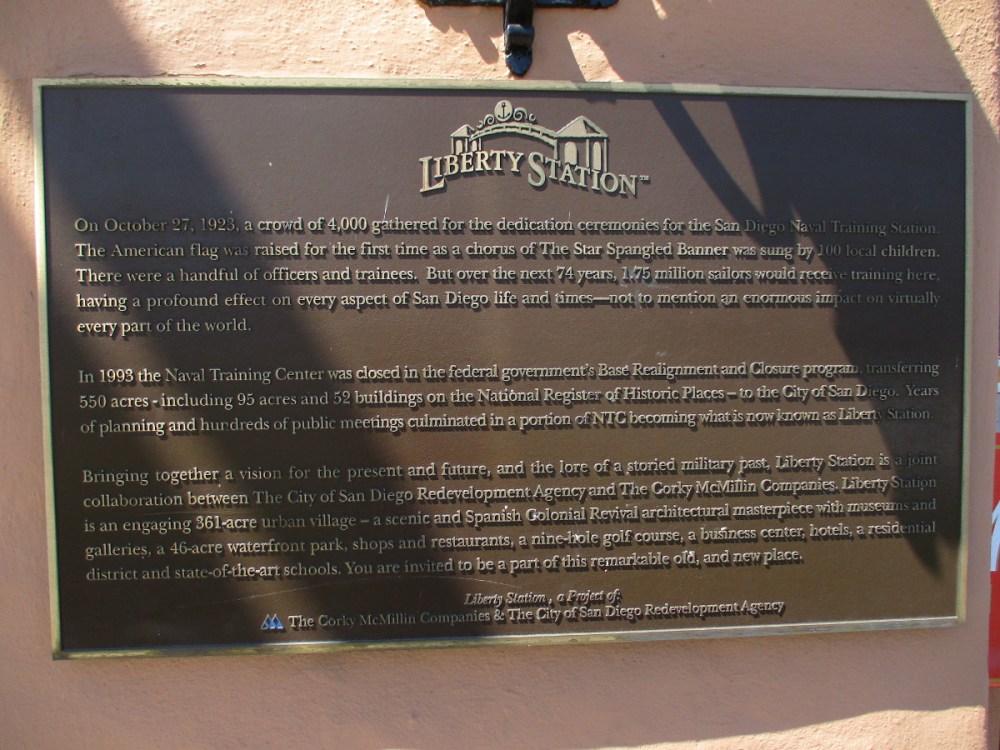 LIBERTY STATION™
On October 27, 1923, a crowd of 4,000 gathered for the dedication ceremonies for the San Diego Naval Training Station.
The American flag was raised for the first time as a chorus of The Star Spangled Banner was sung by 100 local children.
There were a handful of officers and trainees. But over the next 74 years, 1.75 million sailors would receive training here,
having a profound effect on every aspect of San Diego life and times—not to mention an enormous impact on virtually
every part of the world.
In 1993 the Naval Training Center was closed in the federal government's Base Realignment and Closure program, transferring
550 acres - including 95 acres and 52 buildings on the National Register of Historic Places – to the City of San Diego. Years
of planning and hundreds of public meetings culminated in a portion of NTC becoming what is now known as Liberty Station.
Bringing together a vision for the present and future, and the lore of a storied military past, Liberty Station is a joint
collaboration between The City of San Diego Redevelopment Agency and The Corky McMillin Companies. Liberty Station
is an engaging 361-acre urban village – a scenic and Spanish Colonial Revival architectural masterpiece with museums and
galleries, a 46-acre waterfront park, shops and restaurants, a nine-hole golf course, a business center, hotels, a residential
district and state-of-the-art schools. You are invited to be a part of this remarkable old, and new place.
Liberty Station, a Project of:
The Corky McMillin Companies & The City of San Diego Redevelopment Agency